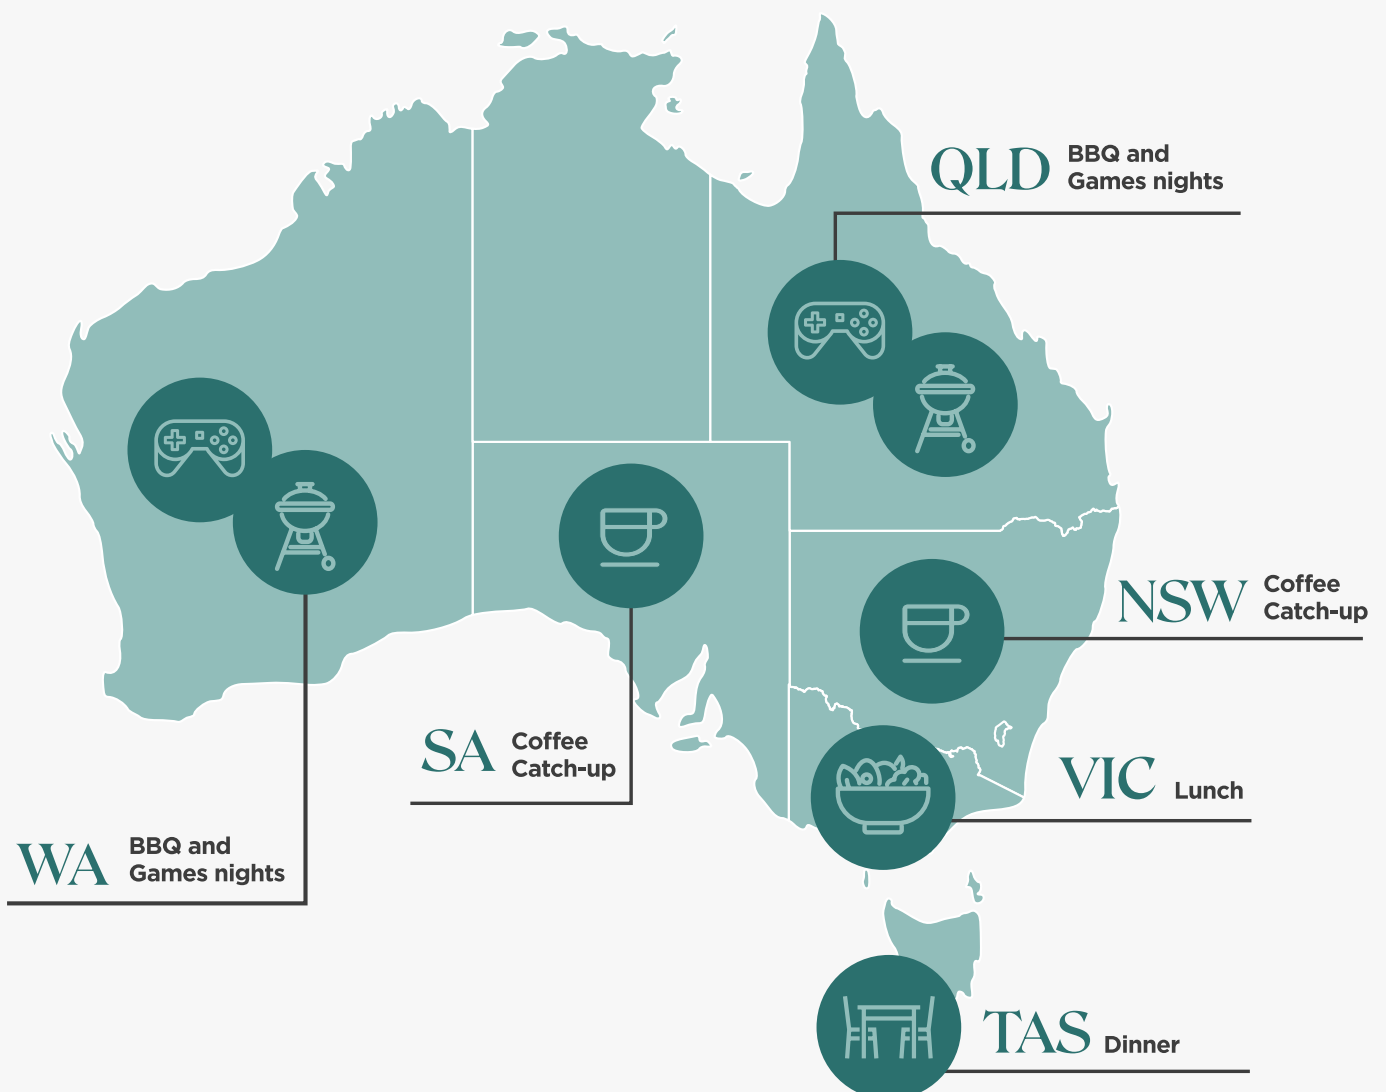 QLD
BBQ and
Games nights
NSW
Coffee
Catch-up
SA
Coffee
Catch-up
VIC
Lunch
WA
BBQ and
Games nights
TAS
Dinner